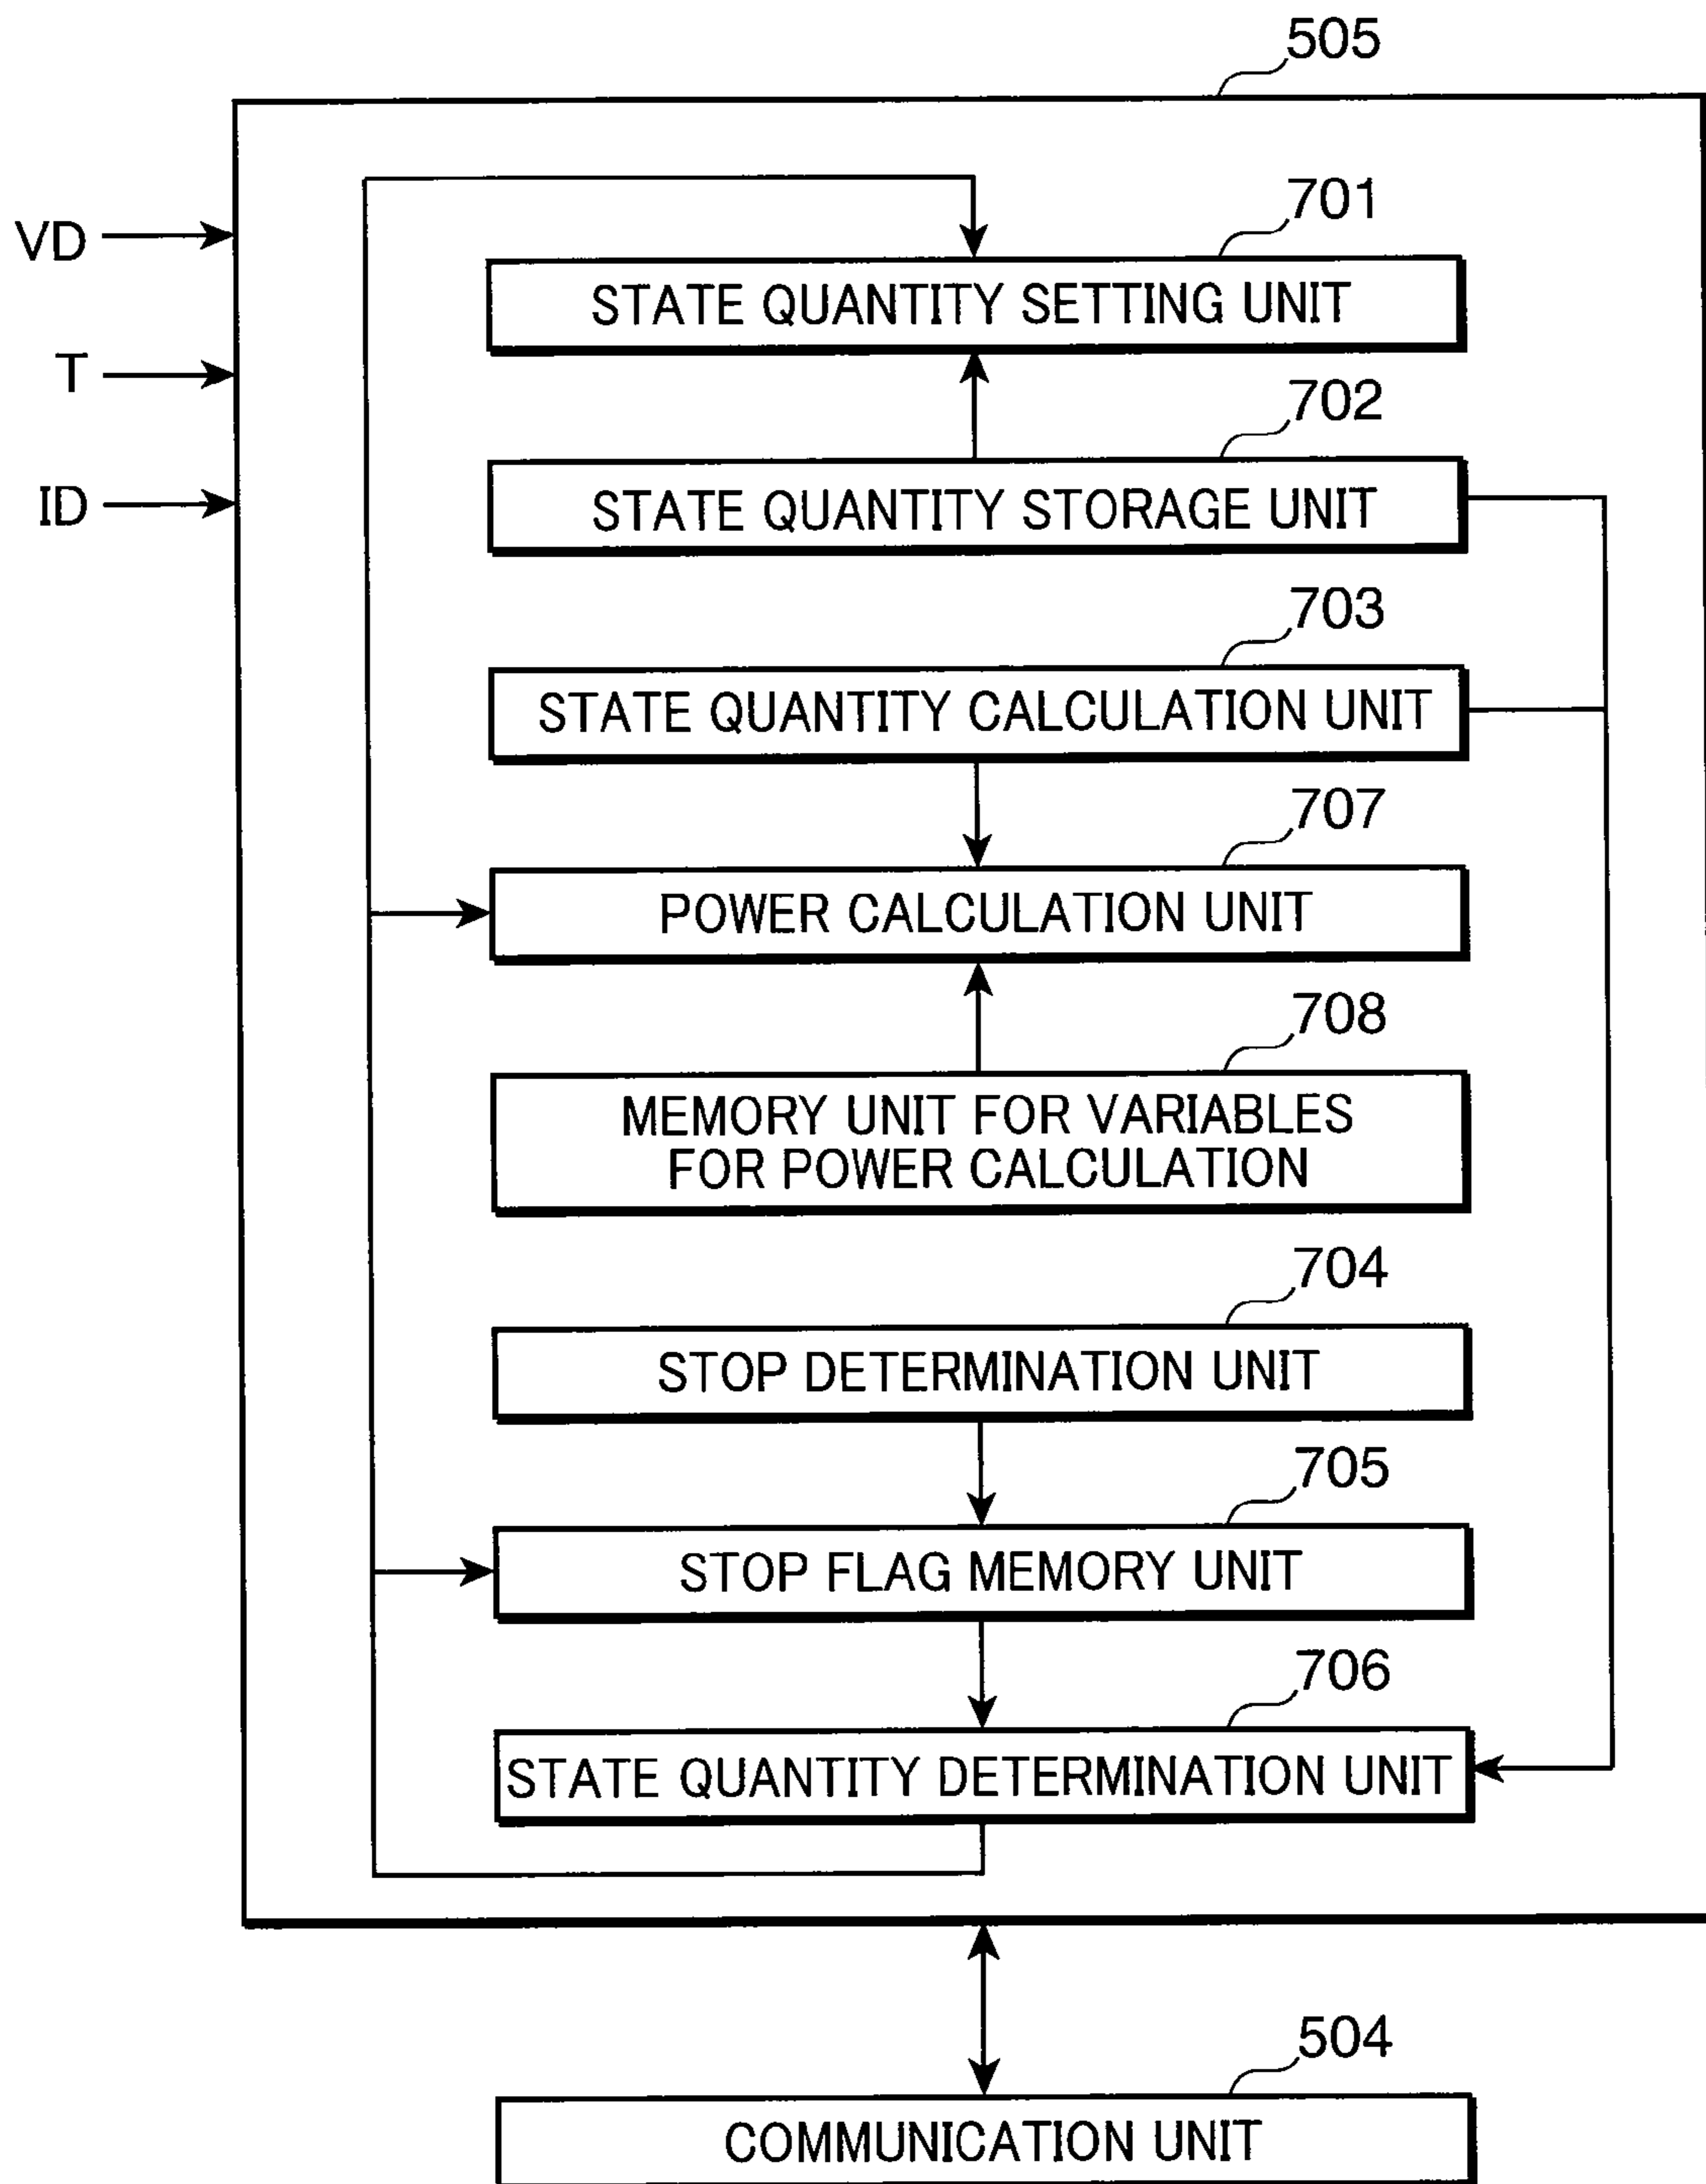 505
701
VD
STATE QUANTITY SETTING UNIT
T
702
ID
STATE QUANTITY STORAGE UNIT
703
STATE QUANTITY CALCULATION UNIT
707
POWER CALCULATION UNIT
708
MEMORY UNIT FOR VARIABLES
FOR POWER CALCULATION
704
STOP DETERMINATION UNIT
705
STOP FLAG MEMORY UNIT
706
STATE QUANTITY DETERMINATION UNIT
504
COMMUNICATION UNIT